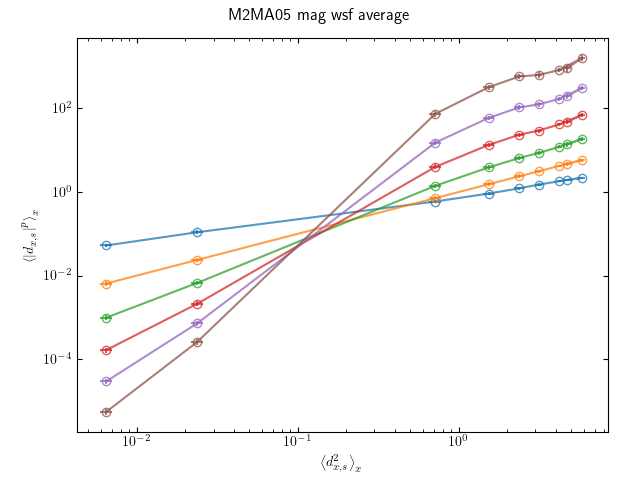 M2MA05 mag wsf average
⟨|d_{x,s}|^p⟩_x
10^2
10^0
10^{-2}
10^{-4}
10^{-2}
10^{-1}
10^0
⟨d^2_{x,s}⟩_x